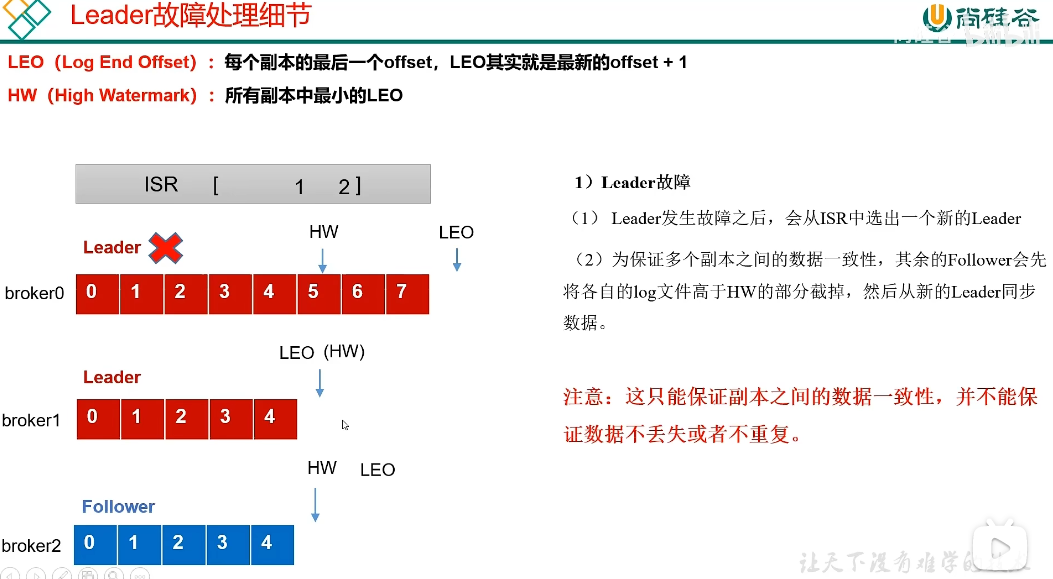 Leader故障处理细节
尚硅谷
LEO（Log End Offset）：每个副本的最后一个offset，LEO其实就是最新的offset + 1
HW（High Watermark）：所有副本中最小的LEO
ISR [ 1 2 ]
1）Leader故障
（1） Leader发生故障之后，会从ISR中选出一个新的Leader
（2）为保证多个副本之间的数据一致性，其余的Follower会先
将各自的log文件高于HW的部分截掉，然后从新的Leader同步
数据。
注意：这只能保证副本之间的数据一致性，并不能保
证数据不丢失或者不重复。
HW LEO
Leader
broker0 0 1 2 3 4 5 6 7
LEO (HW)
Leader
broker1 0 1 2 3 4
HW LEO
Follower
broker2 0 1 2 3 4
让天下没有难学的